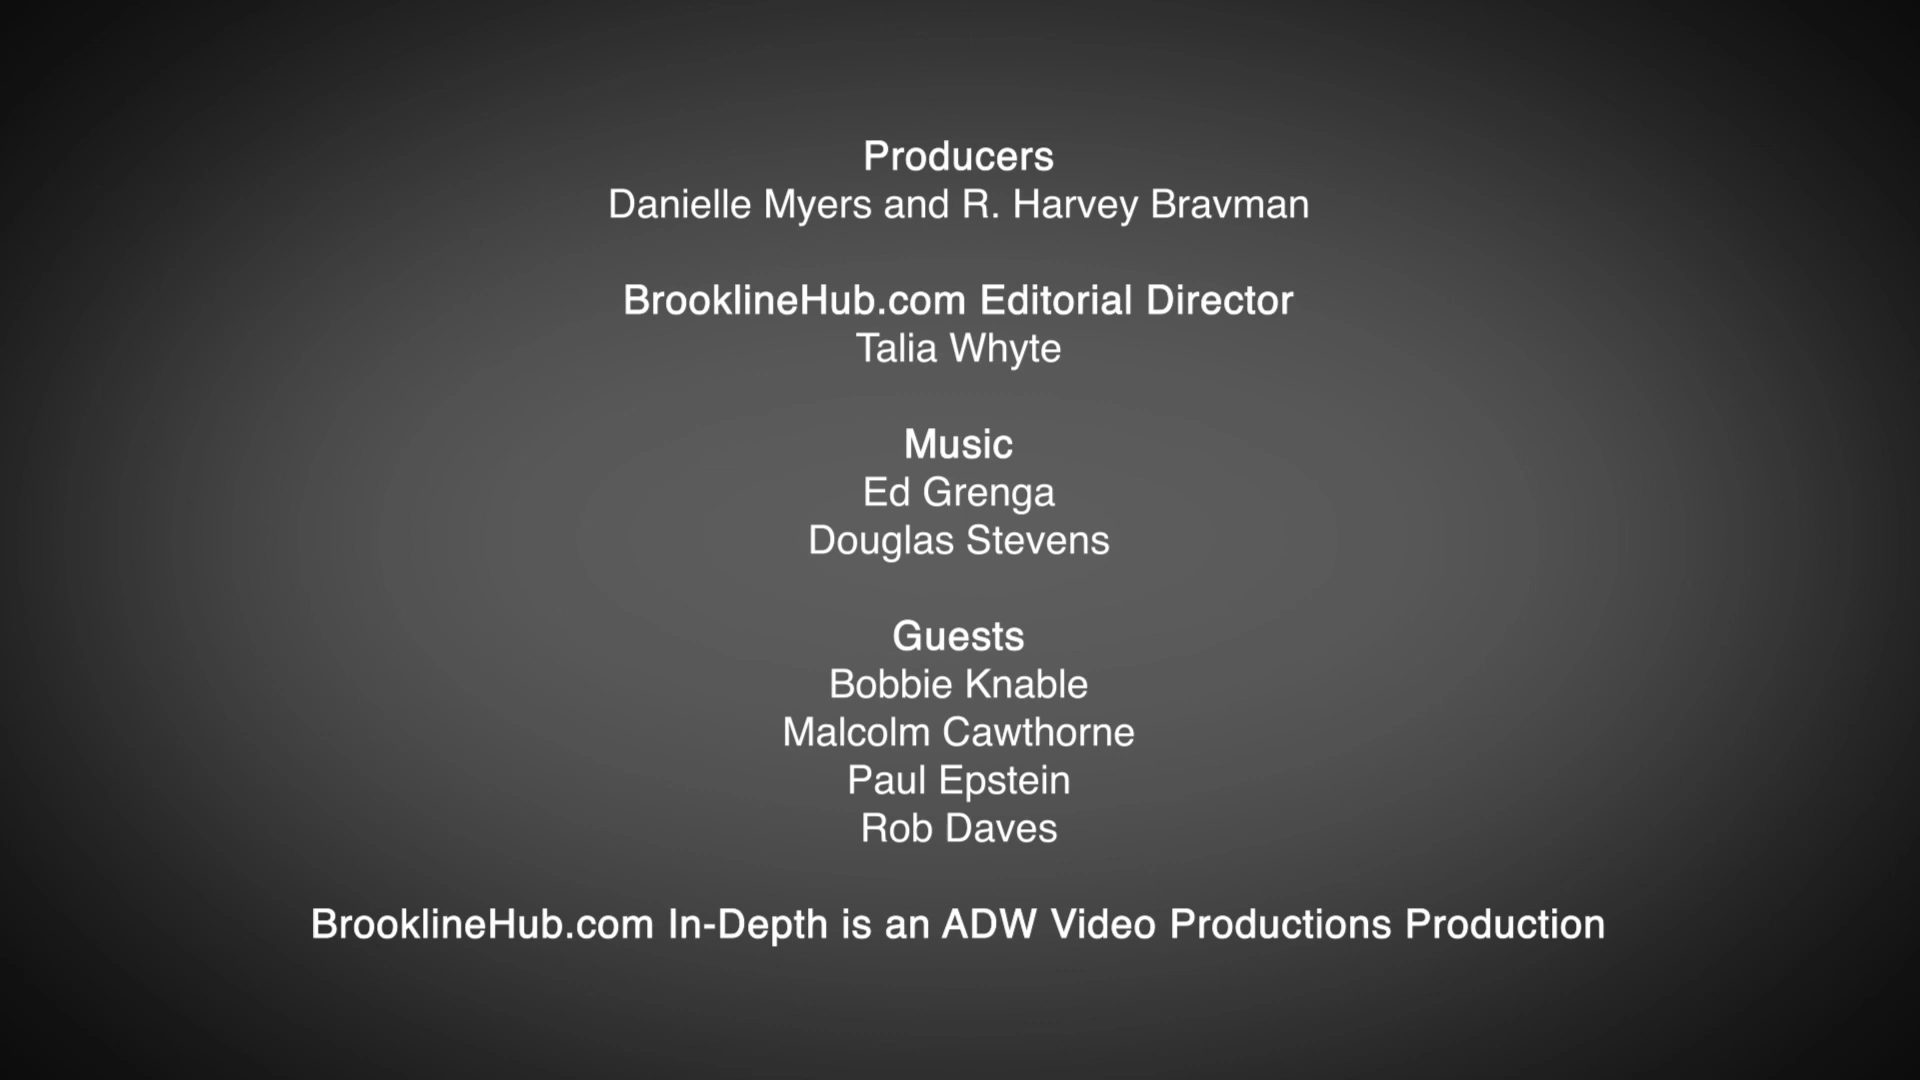 Producers
Danielle Myers and R. Harvey Bravman
BrooklineHub.com Editorial Director
Talia Whyte
Music
Ed Grenga
Douglas Stevens
Guests
Bobbie Knable
Malcolm Cawthorne
Paul Epstein
Rob Daves
BrooklineHub.com In-Depth is an ADW Video Productions Production